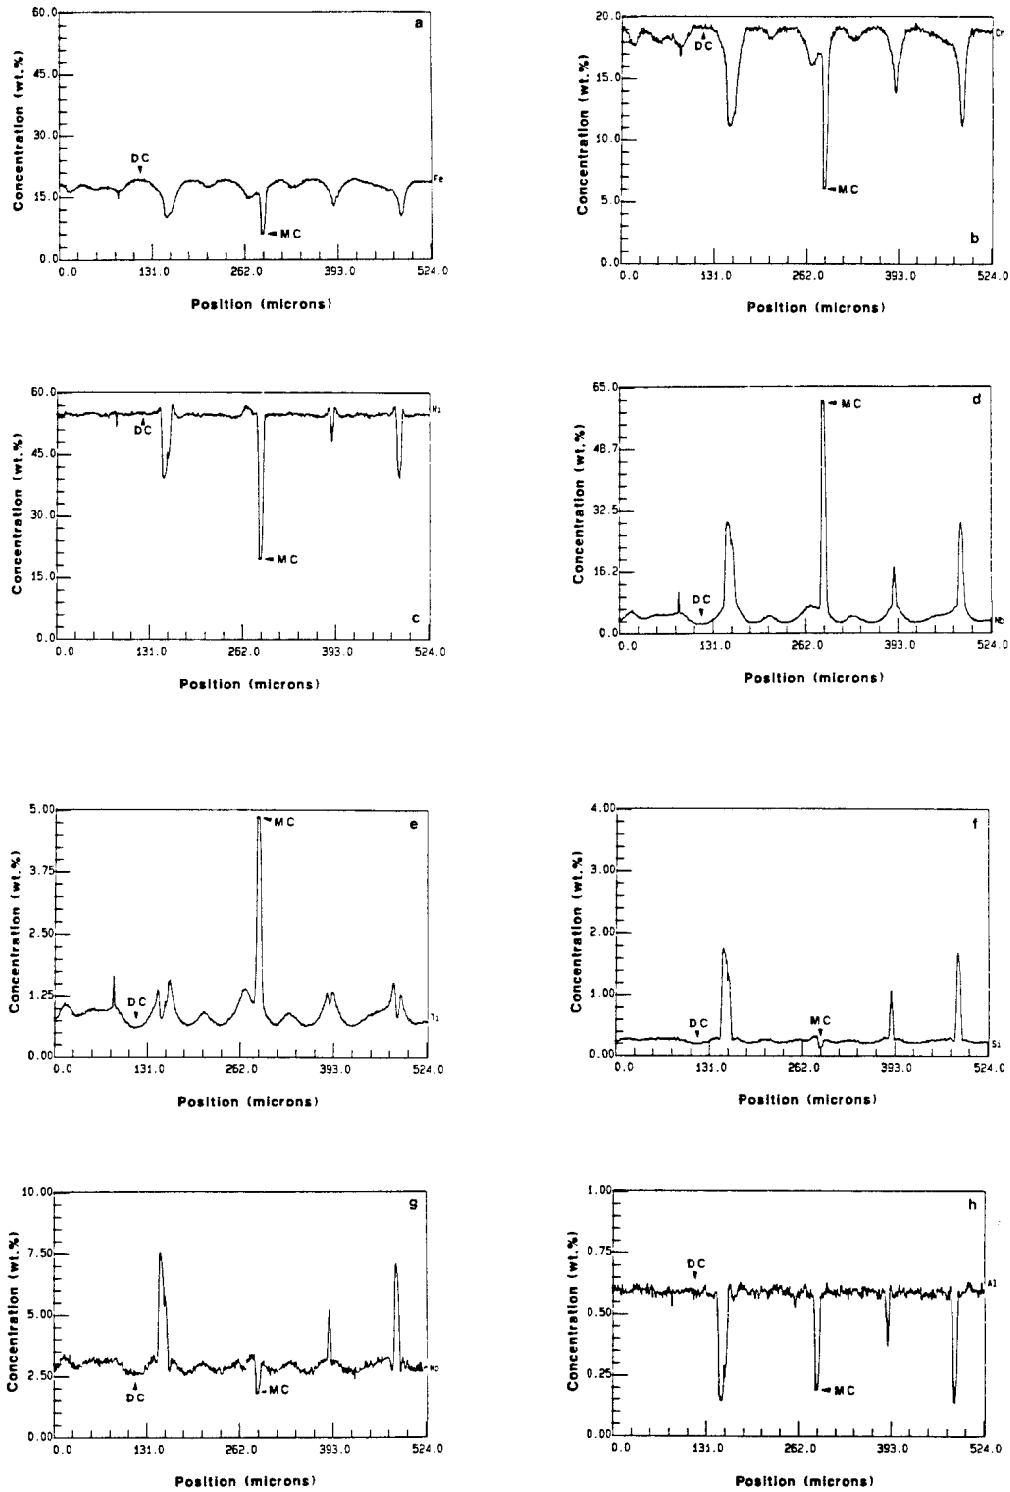 a
60.0
45.0
30.0
15.0
0.0
Concentration (wt.%)
DC
Fe
MC
0.0 131.0 262.0 393.0 524.0
Position (microns)
b
20.0
15.0
10.0
5.0
0.0
Concentration (wt.%)
DC
Cr
MC
0.0 131.0 262.0 393.0 524.0
Position (microns)
c
60.0
45.0
30.0
15.0
0.0
Concentration (wt.%)
DC
Ni
MC
0.0 131.0 262.0 393.0 524.0
Position (microns)
d
65.0
48.7
32.5
16.2
0.0
Concentration (wt.%)
MC
DC
Nb
0.0 131.0 262.0 393.0 524.0
Position (microns)
e
5.00
3.75
2.50
1.25
0.00
Concentration (wt.%)
MC
DC
Ti
0.0 131.0 262.0 393.0 524.0
Position (microns)
f
4.00
3.00
2.00
1.00
0.00
Concentration (wt.%)
DC
MC
Si
0.0 131.0 262.0 393.0 524.0
Position (microns)
g
10.00
7.50
5.00
2.50
0.00
Concentration (wt.%)
DC
MC
Mo
0.0 131.0 262.0 393.0 524.0
Position (microns)
h
1.00
0.75
0.50
0.25
0.00
Concentration (wt.%)
DC
Al
MC
0.0 131.0 262.0 393.0 524.0
Position (microns)